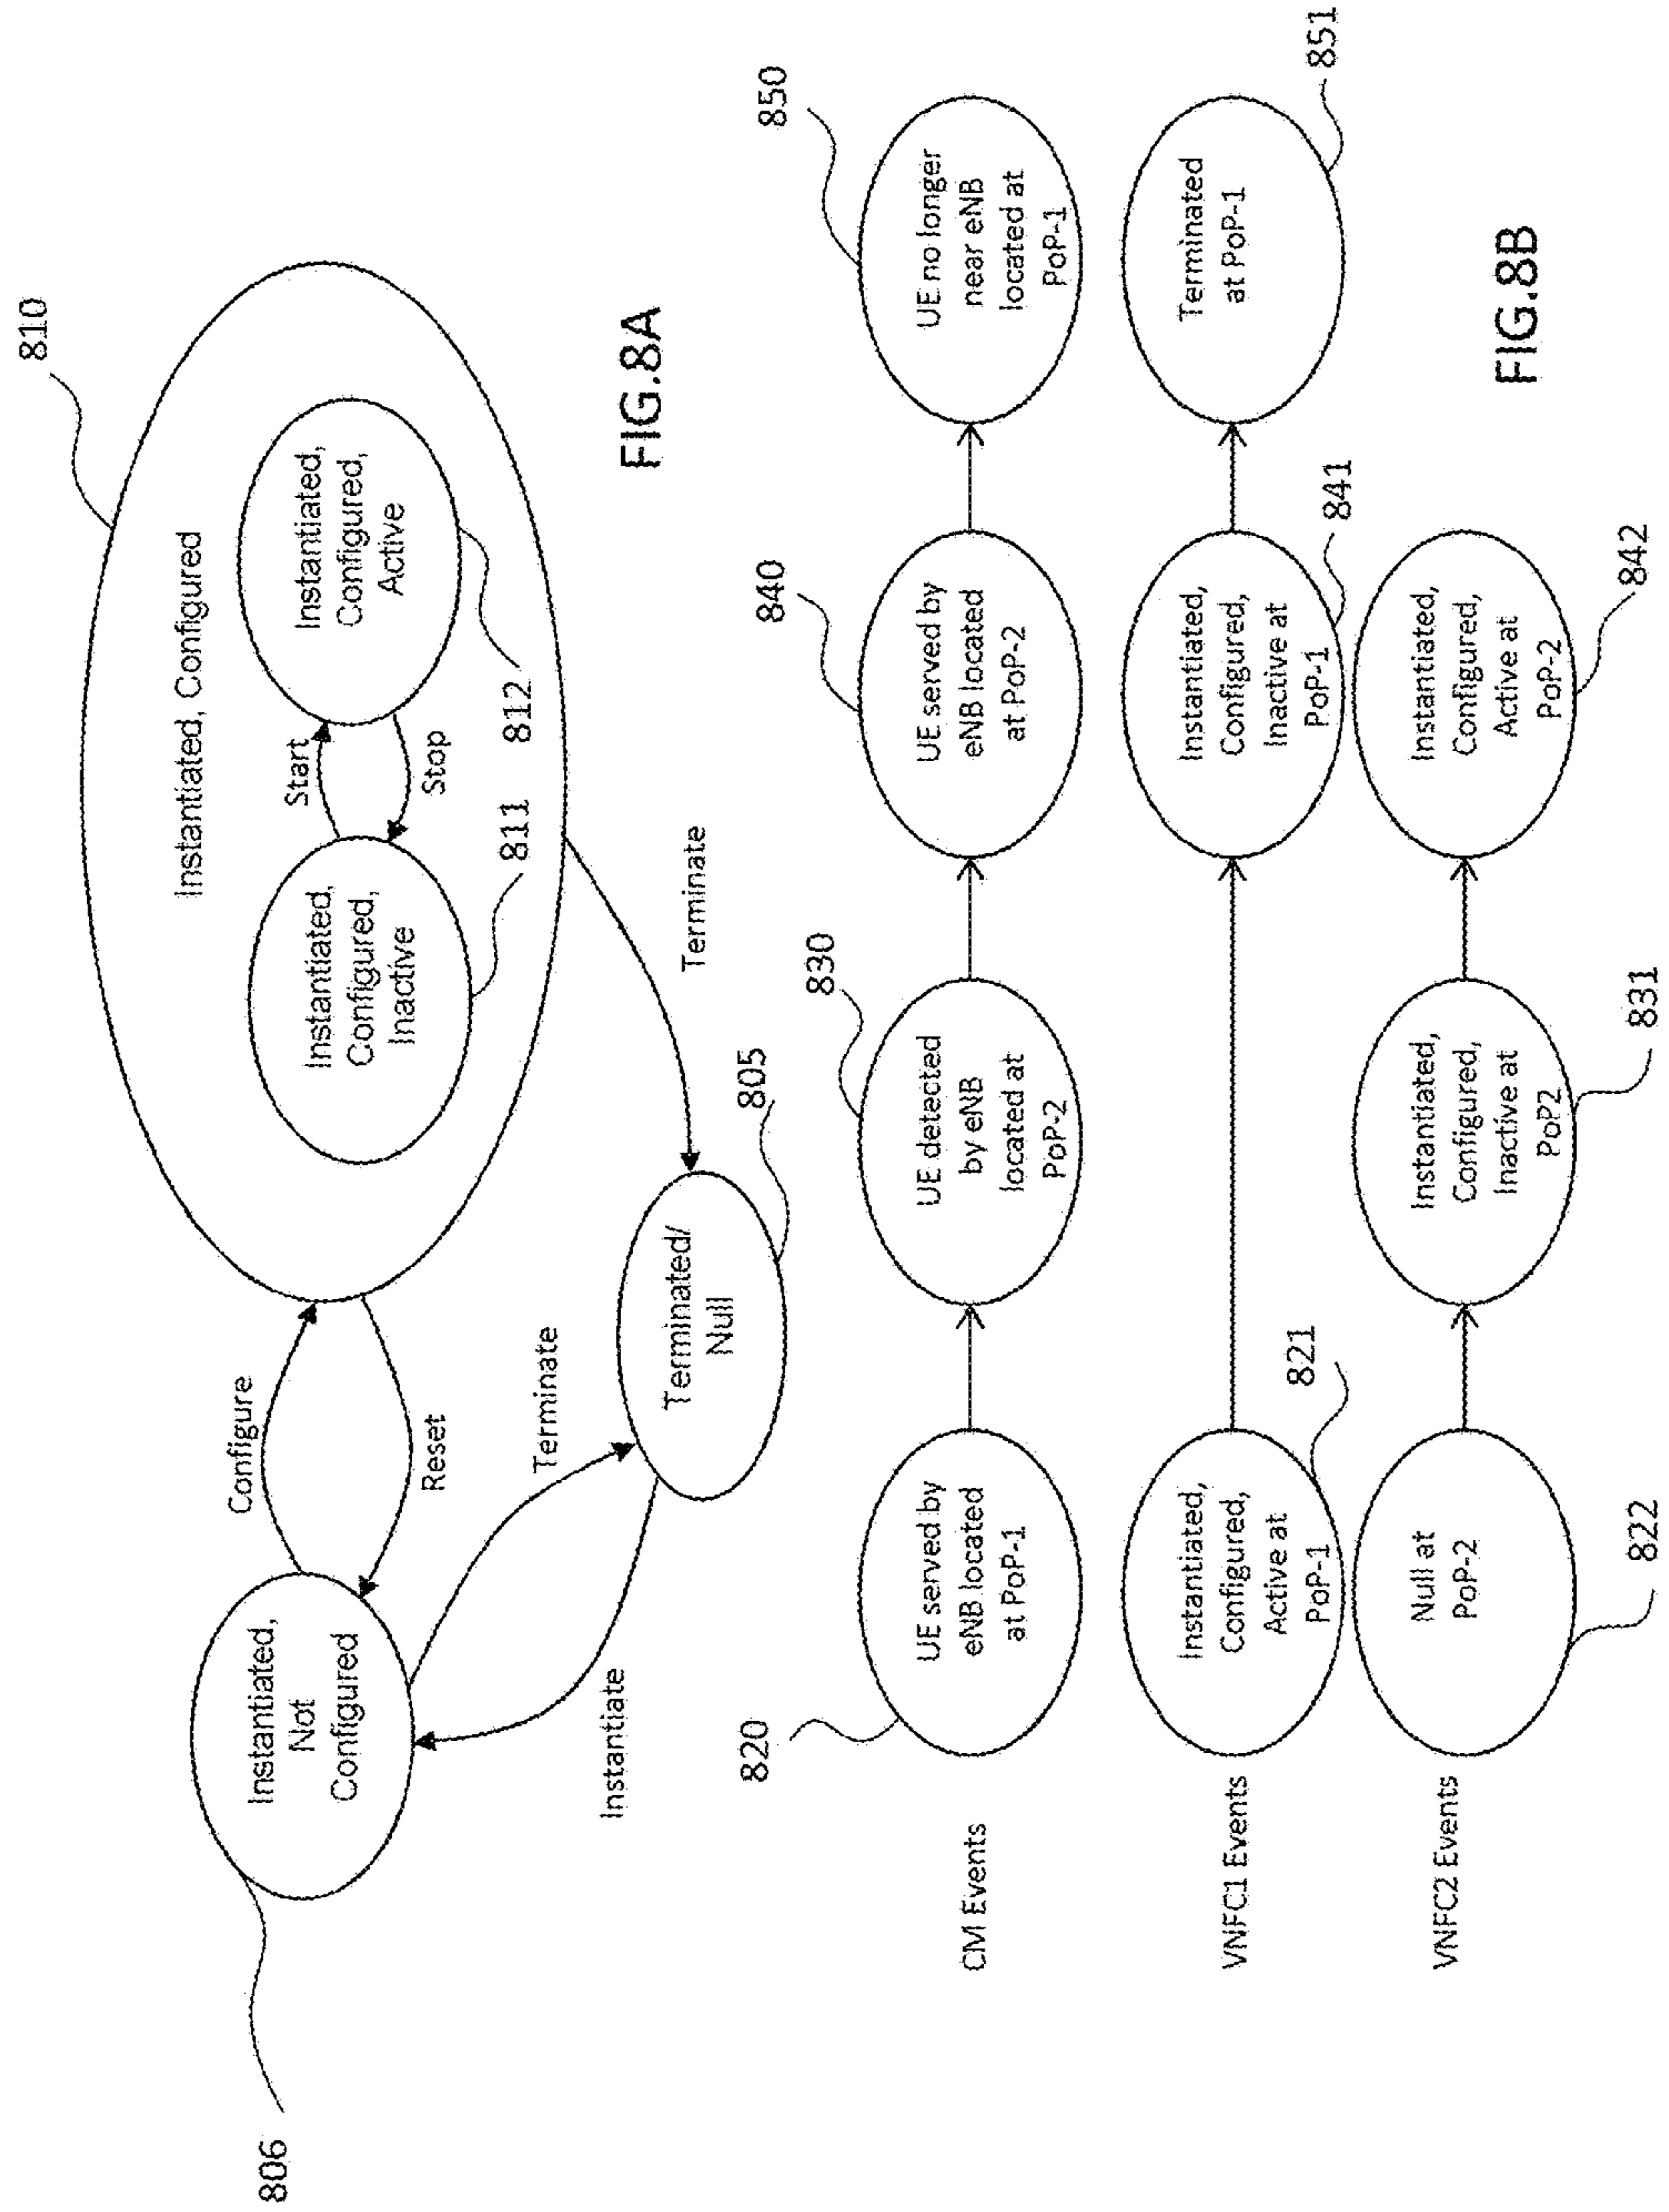 810
Instantiated, Configured
Instantiated,
Configured,
Active
812
Start
Stop
Instantiated,
Configured,
Inactive
811
Configure
Reset
Terminate
Terminate
Instantiate
Instantiated,
Not
Configured
806
Terminated/
Null
805
FIG.8A
CM Events
820
UE served by
eNB located
at PoP-1
830
UE detected
by eNB
located at
PoP-2
840
UE served by
eNB located
at PoP-2
850
UE no longer
near eNB
located at
PoP-1
VNFC1 Events
Instantiated,
Configured,
Active at
PoP-1
821
Instantiated,
Configured,
Inactive at
PoP-1
841
Terminated
at PoP-1
851
VNFC2 Events
Null at
PoP-2
822
Instantiated,
Configured,
Inactive at
PoP2
831
Instantiated,
Configured,
Active at
PoP-2
842
FIG.8B